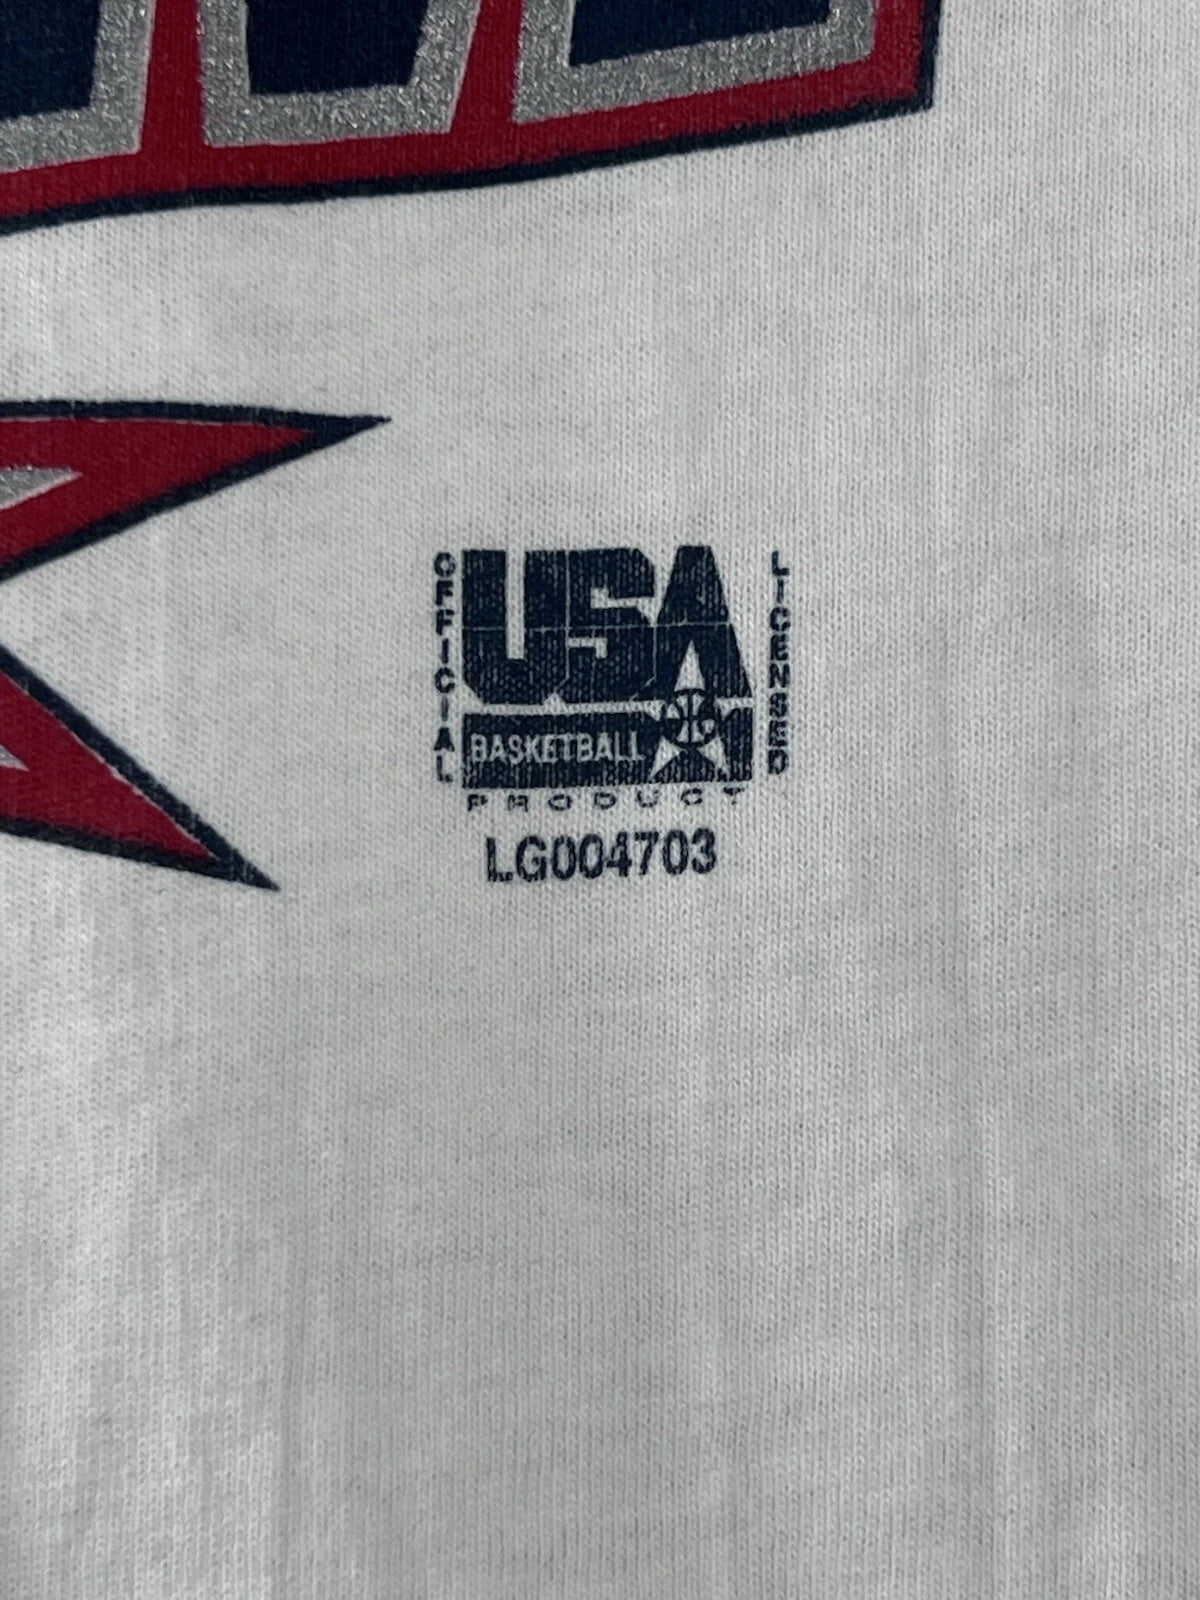 OFFICIAL
USA
LICENSED
BASKETBALL
PRODUCT
LG004703